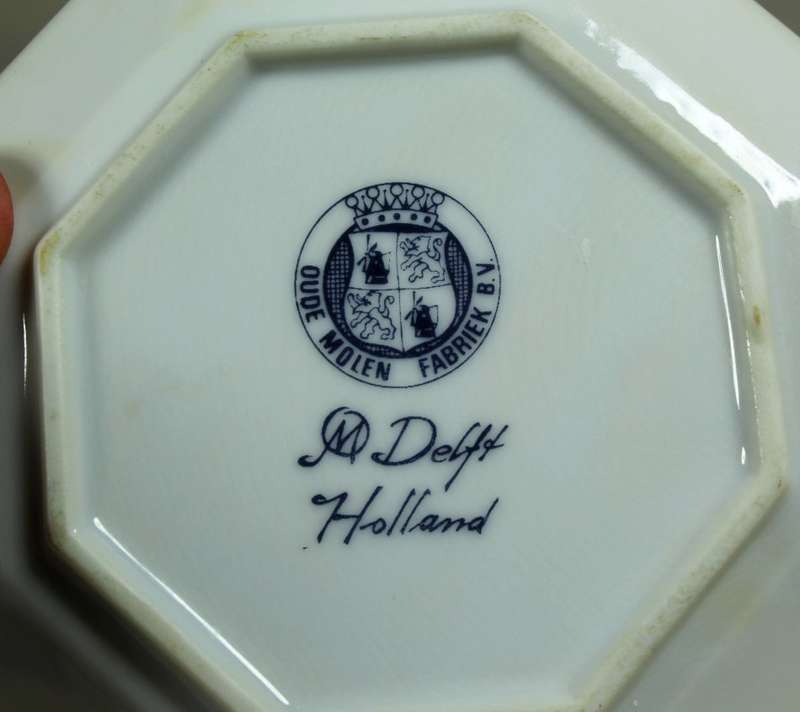 OUDE MOLEN FABRIEK B.V.
OM Delft
Holland